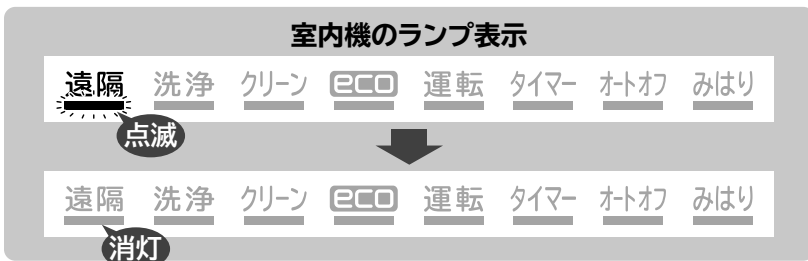 室内機のランプ表示
遠隔 洗浄 クリーン eco 運転 タイマー オートオフ みはり
点滅
遠隔 洗浄 クリーン eco 運転 タイマー オートオフ みはり
消灯